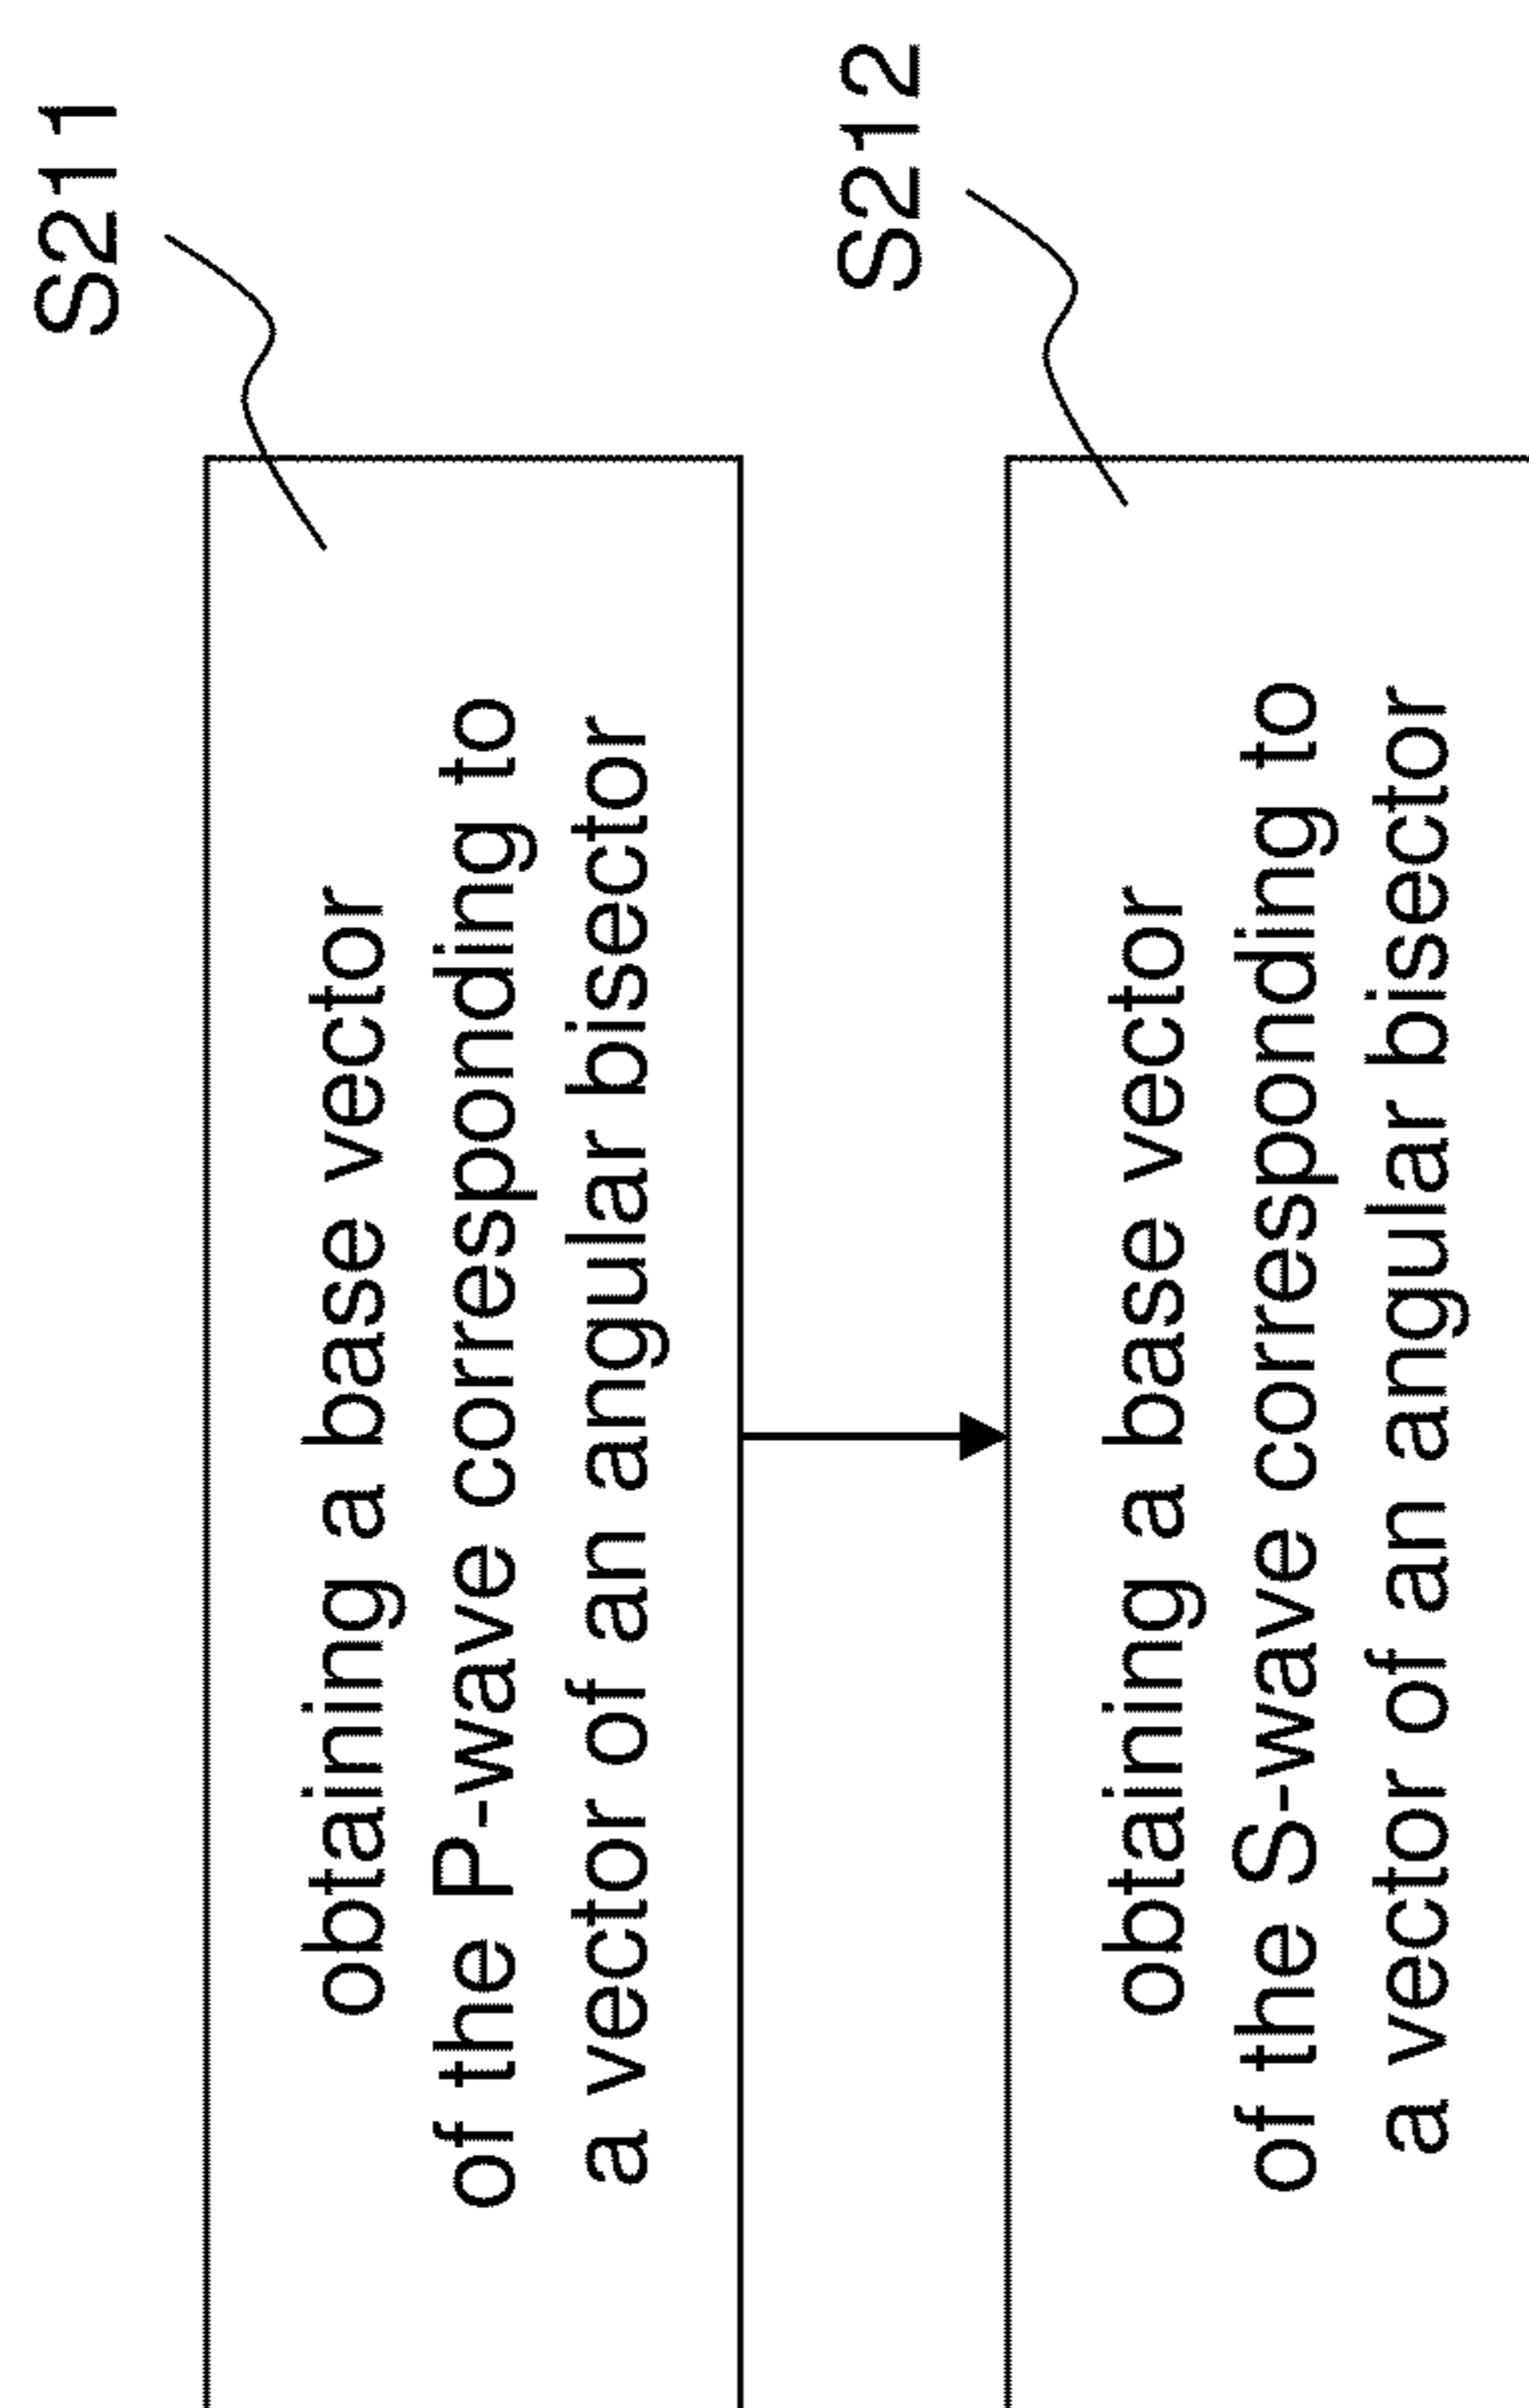 S211
obtaining a base vector
of the P-wave corresponding to
a vector of an angular bisector
S212
obtaining a base vector
of the S-wave corresponding to
a vector of an angular bisector